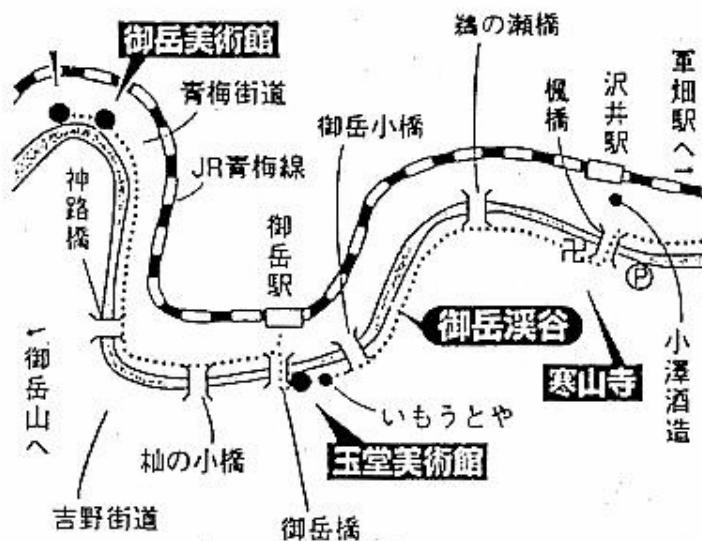 御岳美術館
鵜の瀬橋
青梅街道
御岳小橋
楓橋
沢井駅
軍畑駅へ→
JR青梅線
神路橋
御岳駅
卍
P
御岳渓谷
←御岳山へ
寒山寺
小澤酒造
いもうとや
杣の小橋
玉堂美術館
吉野街道
御岳橋